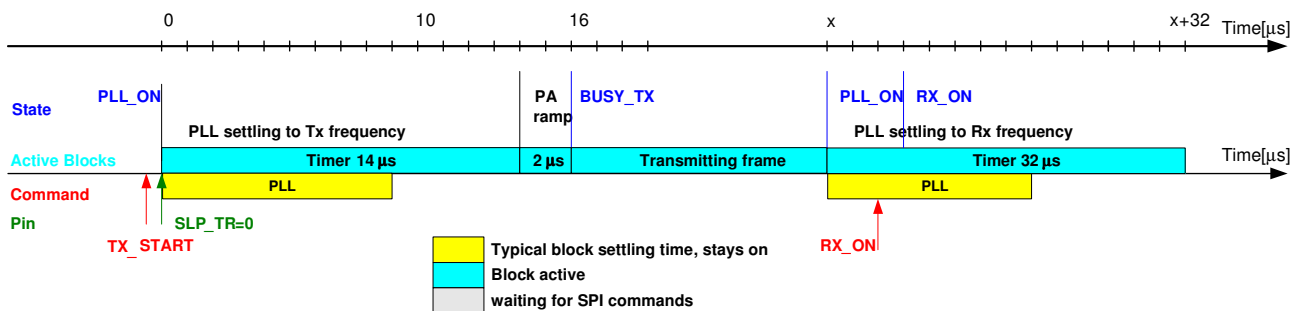 0 10 16 x x+32 Time[µs]
State PLL_ON PA ramp BUSY_TX PLL_ON RX_ON
PLL settling to Tx frequency PLL settling to Rx frequency
Active Blocks Timer 14 µs 2 µs Transmitting frame Timer 32 µs Time[µs]
Command PLL PLL
Pin SLP_TR=0
TX_START RX_ON
Typical block settling time, stays on
Block active
waiting for SPI commands